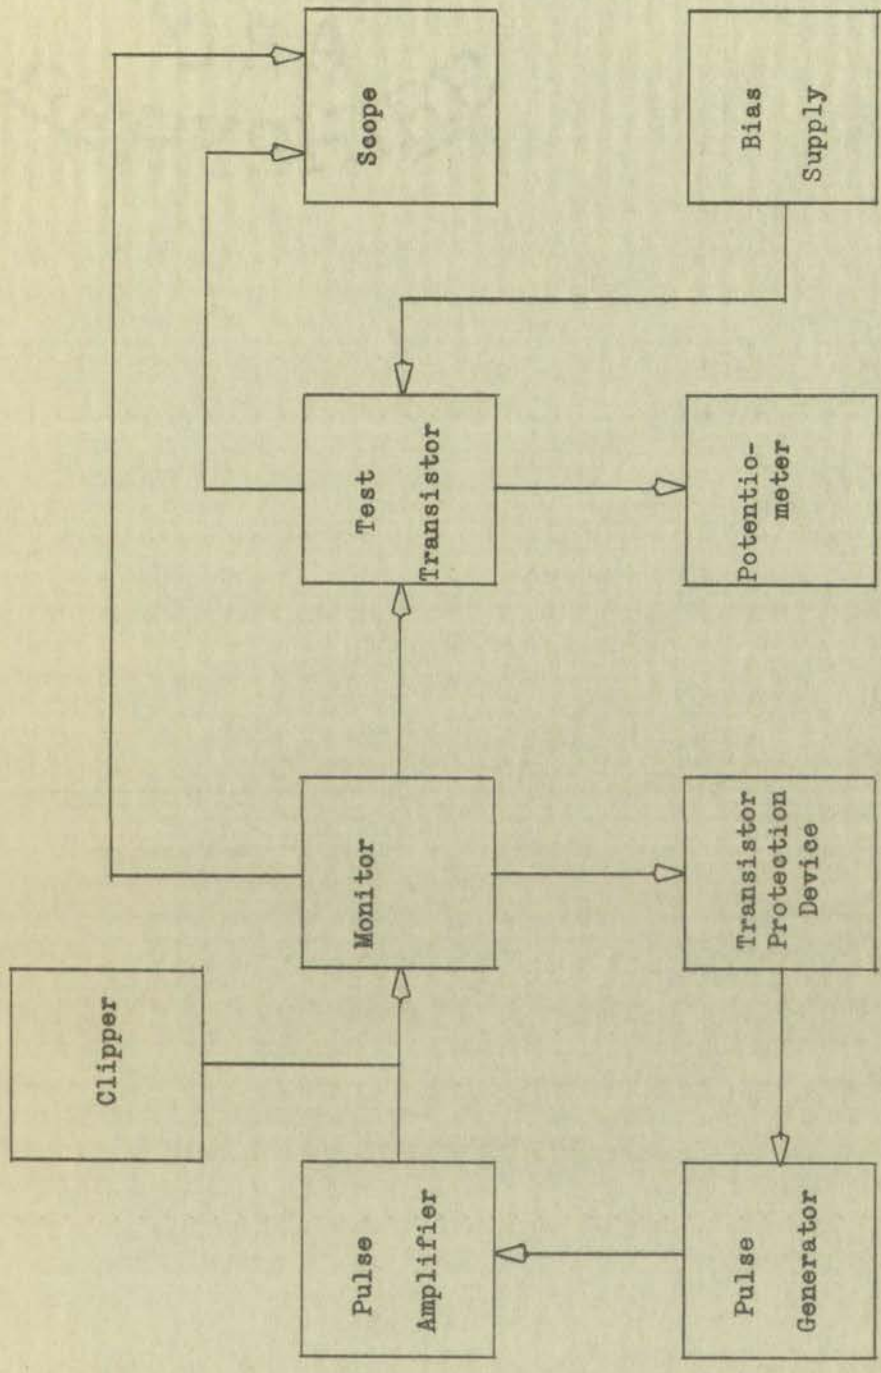 Clipper
Pulse
Amplifier
Monitor
Test
Transistor
Scope
Pulse
Generator
Transistor
Protection
Device
Potentio-
meter
Bias
Supply